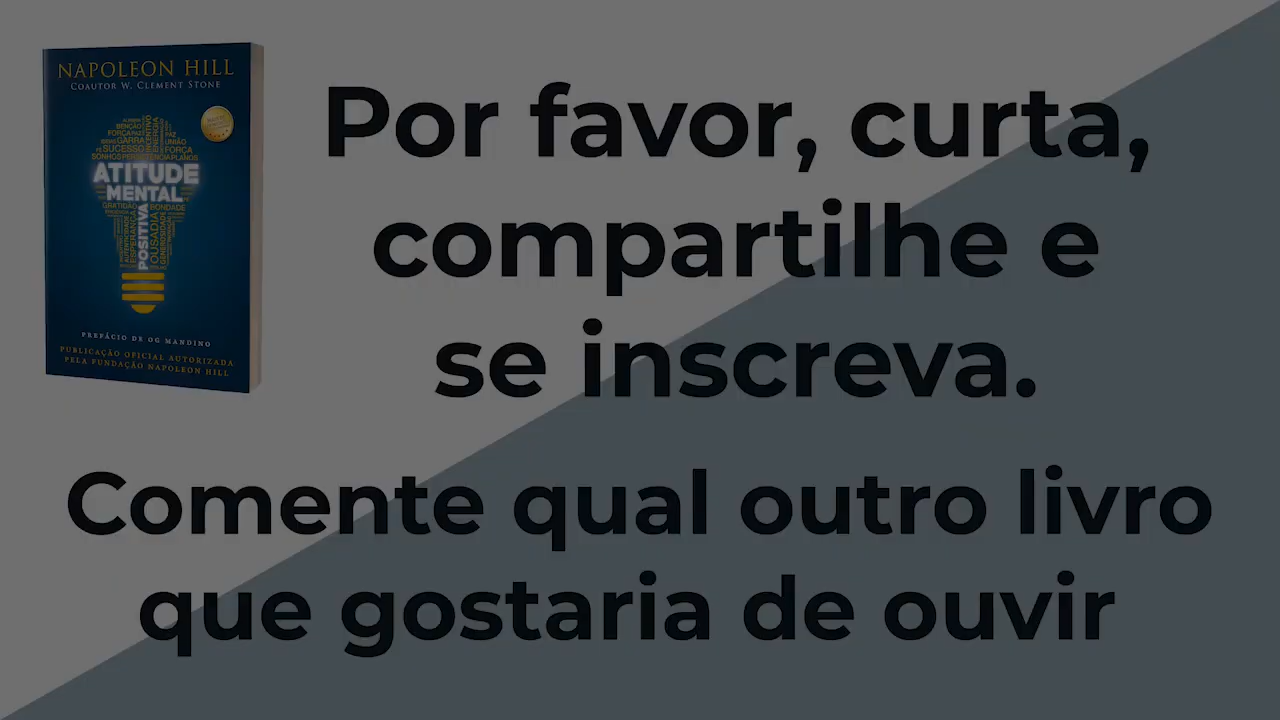 NAPOLEON HILL
COAUTOR W. CLEMENT STONE
ATITUDE
MENTAL
POSITIVA
PREFÁCIO DE OG MANDINO
PUBLICAÇÃO OFICIAL AUTORIZADA
PELA FUNDAÇÃO NAPOLEON HILL
Por favor, curta,
compartilhe e
se inscreva.
Comente qual outro livro
que gostaria de ouvir